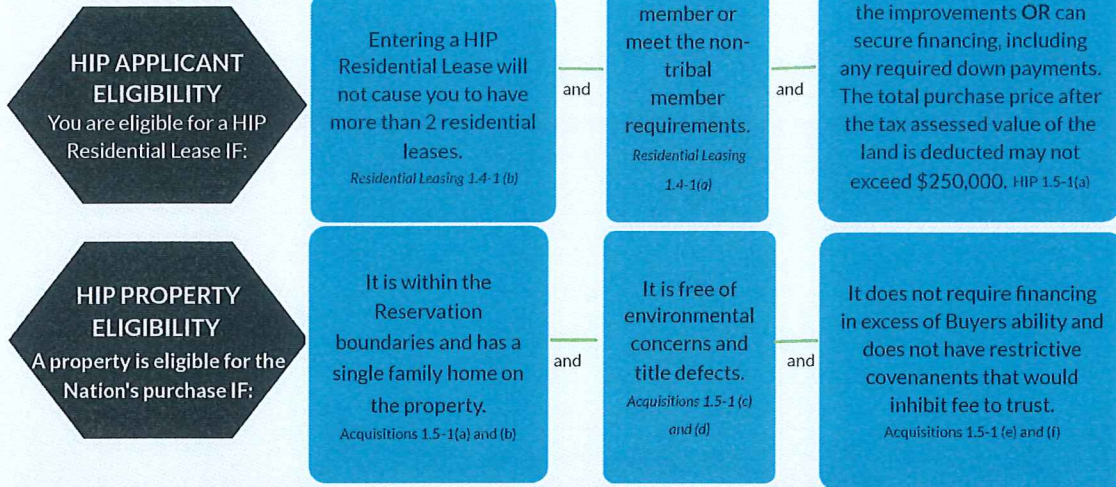 HIP APPLICANT
ELIGIBILITY
You are eligible for a HIP
Residential Lease IF:
Entering a HIP
Residential Lease will
not cause you to have
more than 2 residential
leases.
Residential Leasing 1.4-1 (b)
and
member or
meet the non-
tribal
member
requirements.
Residential Leasing
1.4-1(a)
and
the improvements OR can
secure financing, including
any required down payments.
The total purchase price after
the tax assessed value of the
land is deducted may not
exceed $250,000. HIP 1.5-1(a)
HIP PROPERTY
ELIGIBILITY
A property is eligible for the
Nation's purchase IF:
It is within the
Reservation
boundaries and has a
single family home on
the property.
Acquisitions 1.5-1(a) and (b)
and
It is free of
environmental
concerns and
title defects.
Acquisitions 1.5-1 (c)
and (d)
and
It does not require financing
in excess of Buyers ability and
does not have restrictive
covenanents that would
inhibit fee to trust.
Acquisitions 1.5-1 (e) and (f)